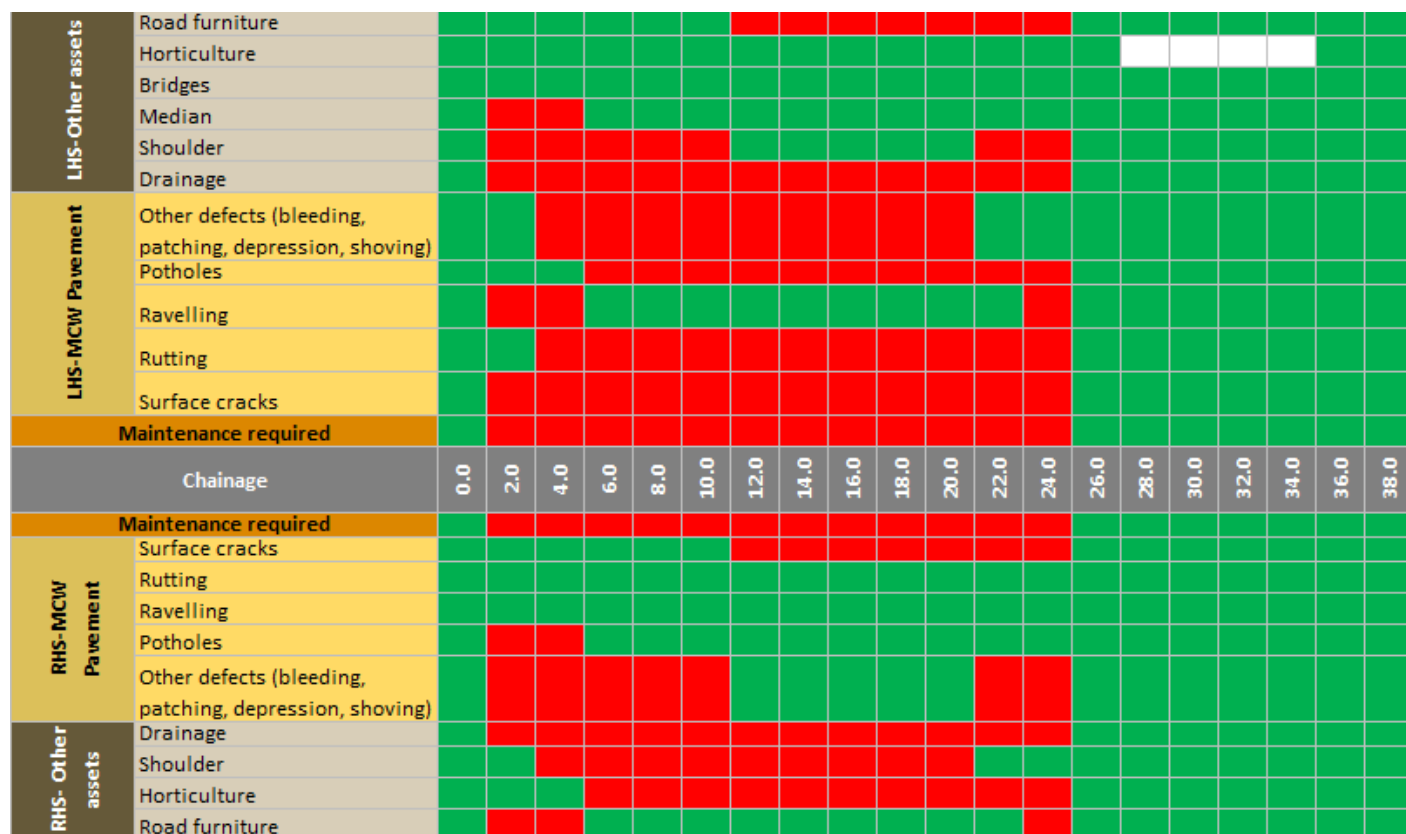 LHS-Other assets
Road furniture
Horticulture
Bridges
Median
Shoulder
Drainage
LHS-MCW Pavement
Other defects (bleeding,
patching, depression, shoving)
Potholes
Ravelling
Rutting
Surface cracks
Maintenance required
Chainage 0.0 2.0 4.0 6.0 8.0 10.0 12.0 14.0 16.0 18.0 20.0 22.0 24.0 26.0 28.0 30.0 32.0 34.0 36.0 38.0
Maintenance required
RHS-MCW
Pavement
Surface cracks
Rutting
Ravelling
Potholes
Other defects (bleeding,
patching, depression, shoving)
RHS- Other
assets
Drainage
Shoulder
Horticulture
Road furniture